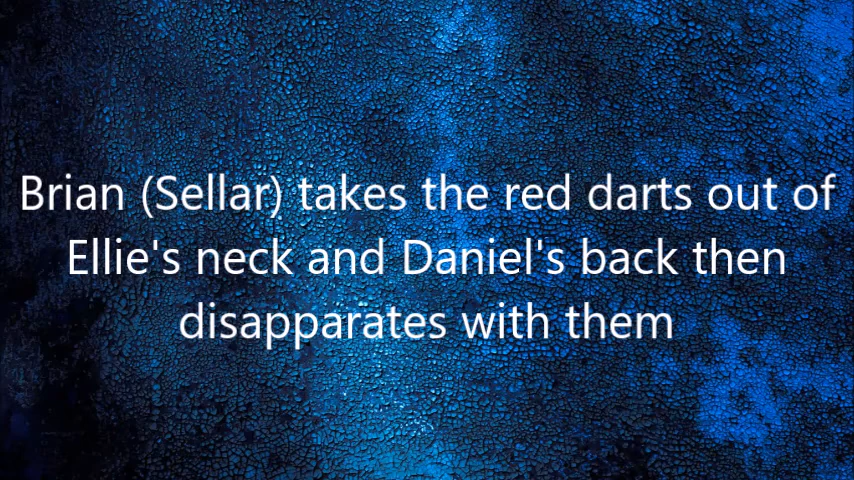 Brian (Sellar) takes the red darts out of
Ellie's neck and Daniel's back then
disapparates with them